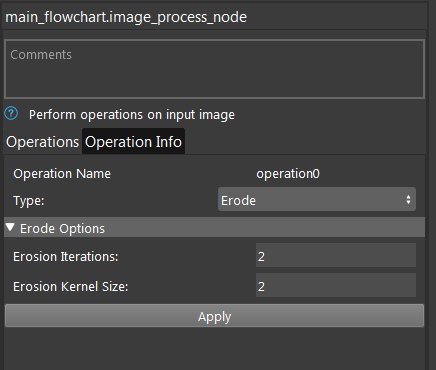 main_flowchart.image_process_node
Comments
? Perform operations on input image
Operations Operation Info
Operation Name operation0
Type: Erode
Erode Options
Erosion Iterations: 2
Erosion Kernel Size: 2
Apply